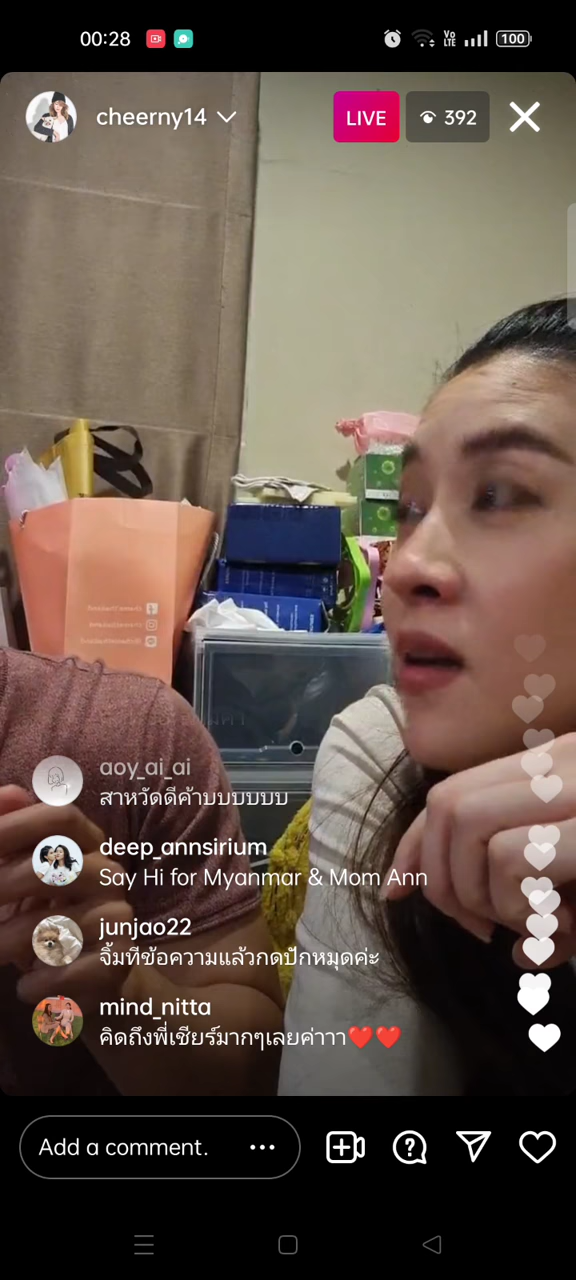 00:28
Vo
LTE
100
cheerny14
LIVE
392
aoy_ai_ai
สาหวัดดีค้าบบบบบบ
deep_annsirium
Say Hi for Myanmar & Mom Ann
junjao22
จิ้มทีข้อความแล้วกดปักหมุดค่ะ
mind_nitta
คิดถึงพี่เชียร์มากๆเลยค่าาา❤️❤️
Add a comment.